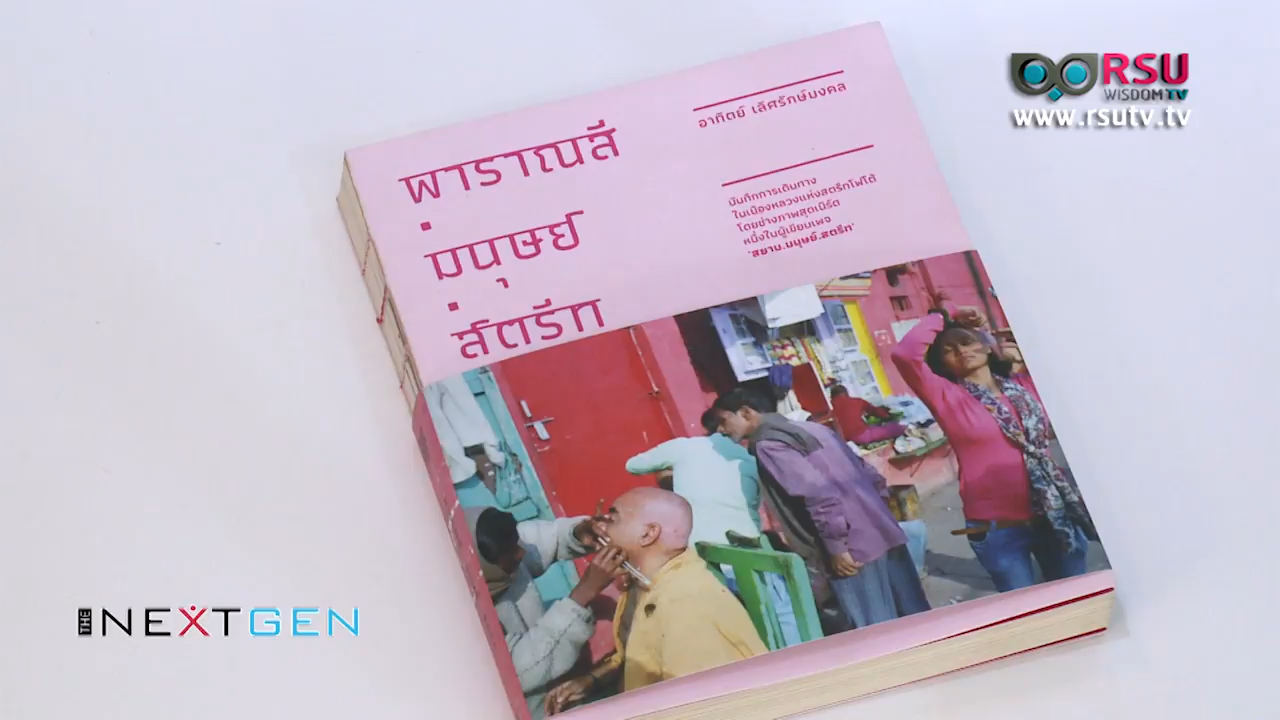 พาราณสี
·
มนุษย์
·
สตรีท
อาทิตย์ เลิศรักษ์มงคล
บันทึกการเดินทาง
ในเมืองหลวงแห่งสตรีทโฟโต้
โดยช่างภาพสุดเนิร์ด
หนึ่งในผู้เขียนเพจ
'สยาม.มนุษย์.สตรีท'
RSU
WISDOM TV
www.rsutv.tv
THE NEXTGEN